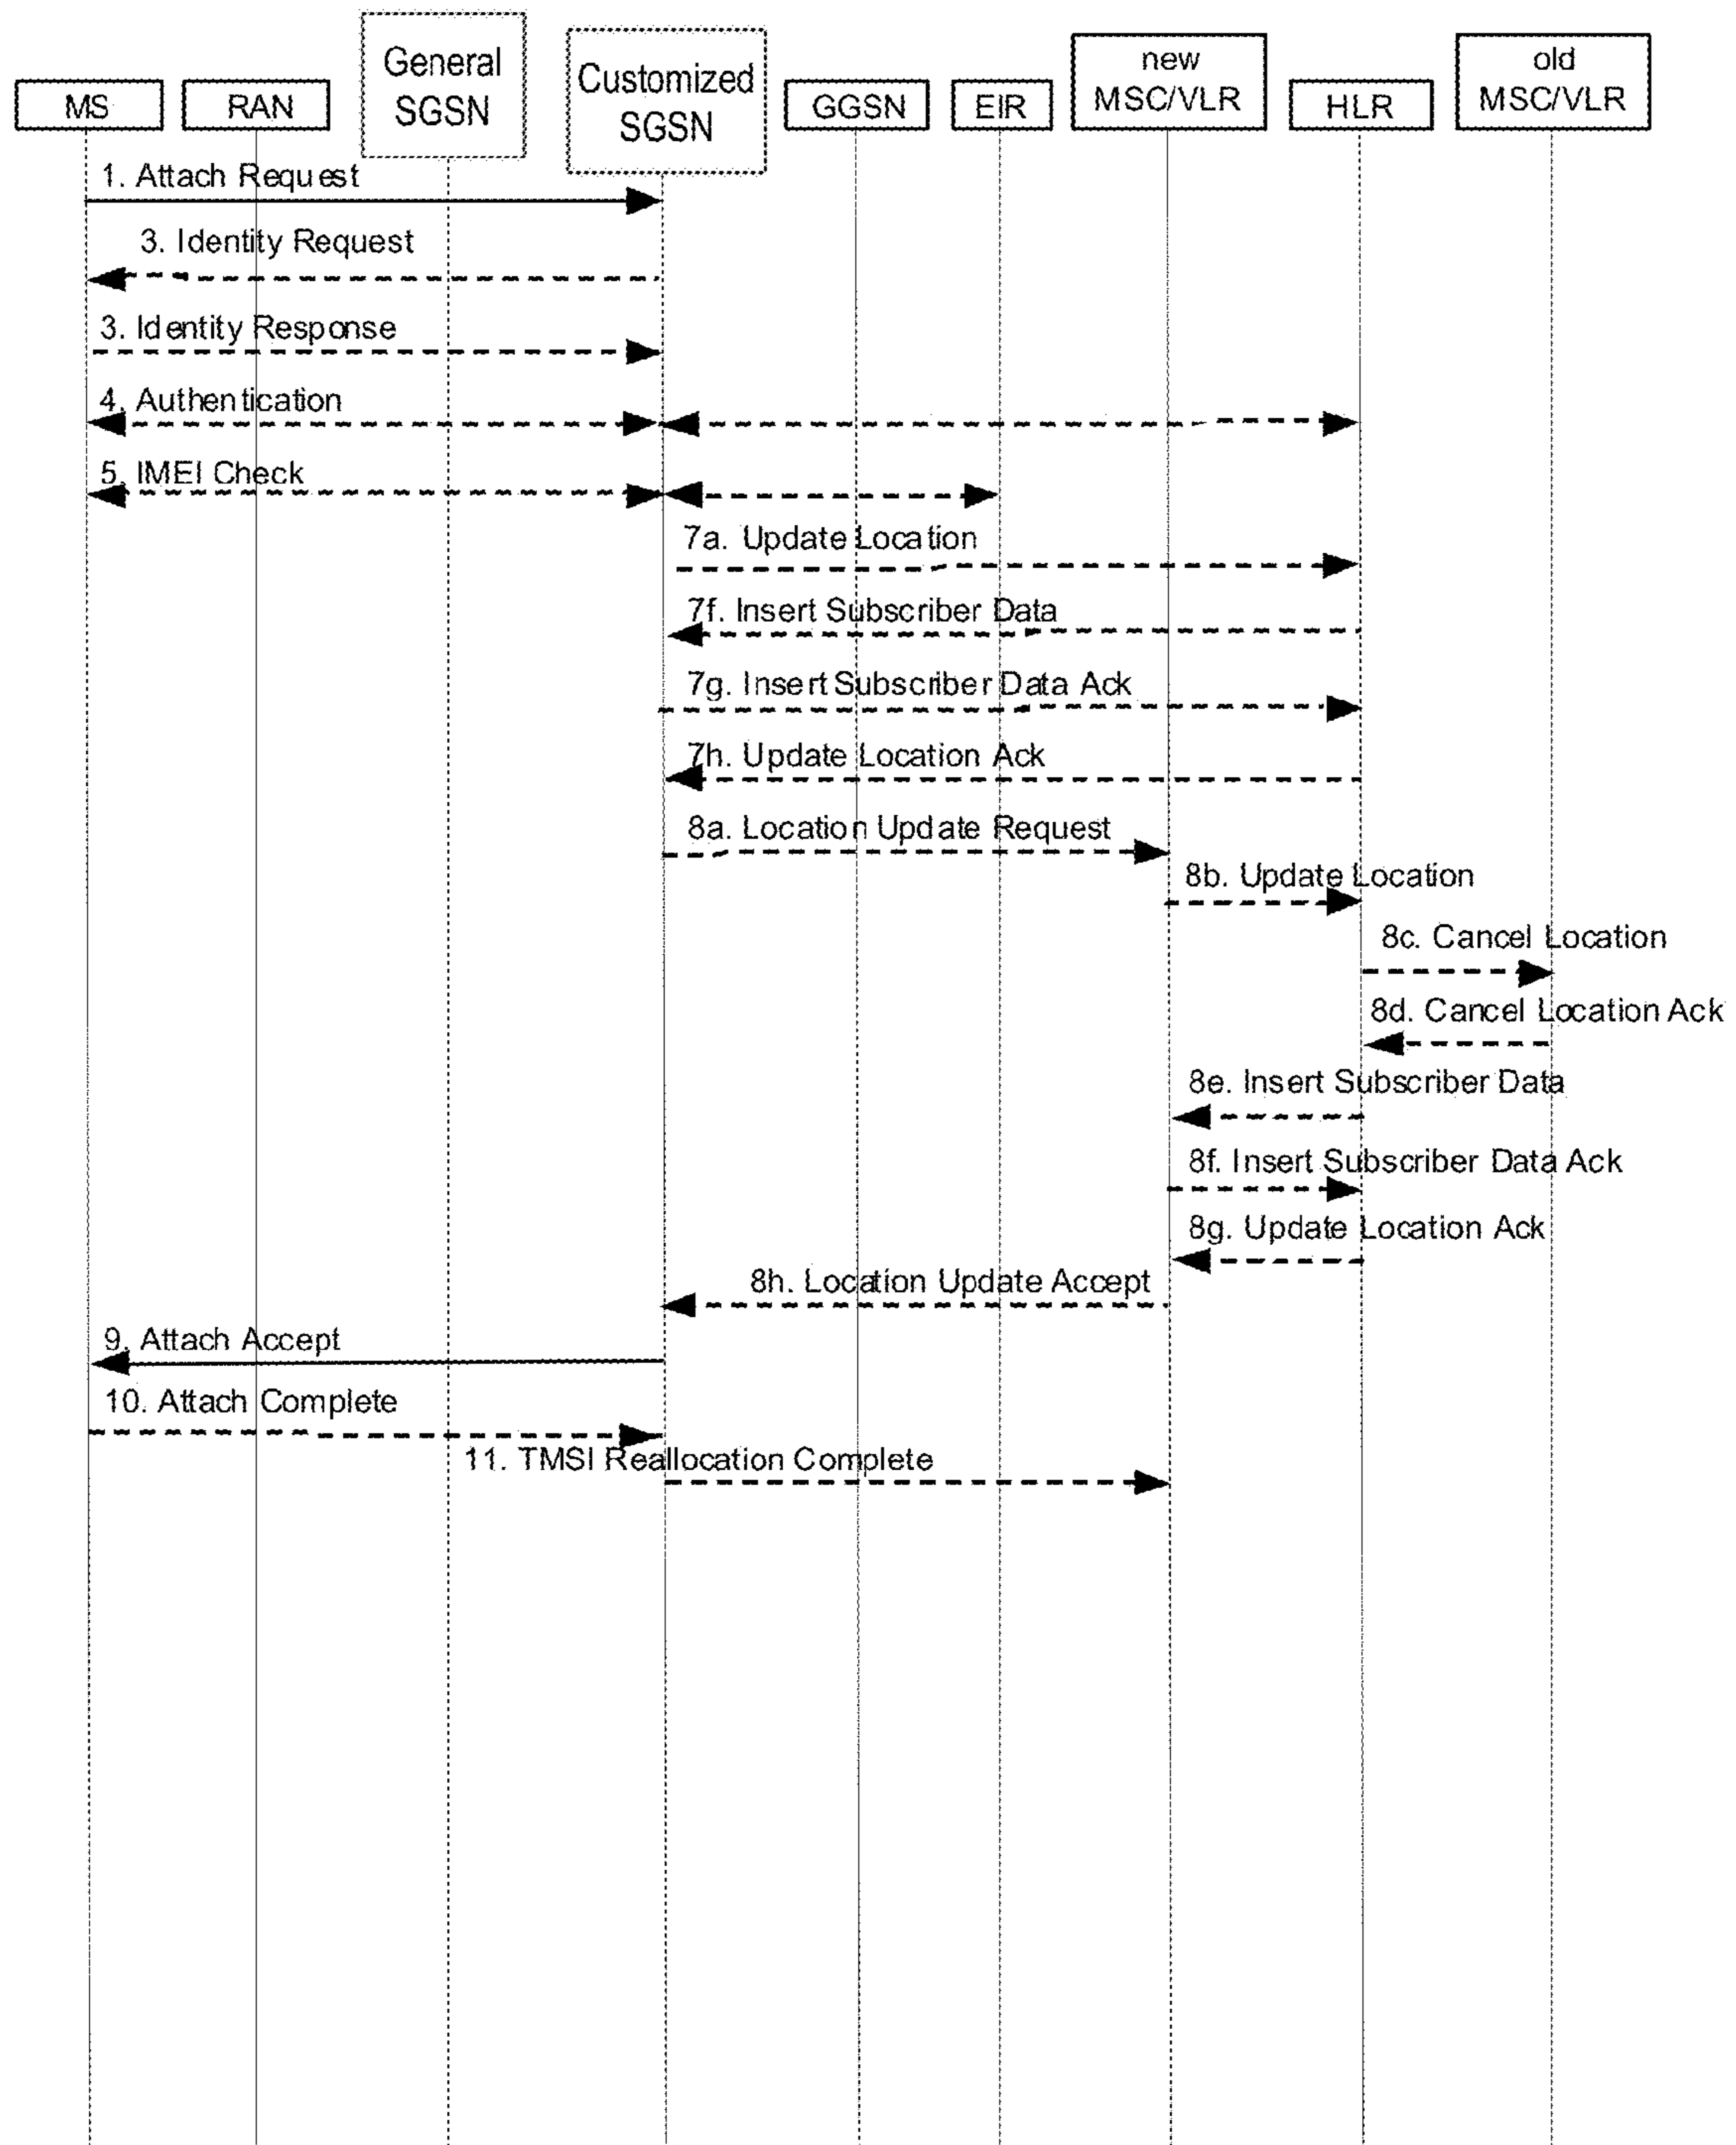 MS
RAN
General
SGSN
Customized
SGSN
GGSN
EIR
new
MSC/VLR
HLR
old
MSC/VLR
1. Attach Request
3. Identity Request
3. Identity Response
4. Authentication
5. IMEI Check
7a. Update Location
7f. Insert Subscriber Data
7g. Insert Subscriber Data Ack
7h. Update Location Ack
8a. Location Update Request
8b. Update Location
8c. Cancel Location
8d. Cancel Location Ack
8e. Insert Subscriber Data
8f. Insert Subscriber Data Ack
8g. Update Location Ack
8h. Location Update Accept
9. Attach Accept
10. Attach Complete
11. TMSI Reallocation Complete